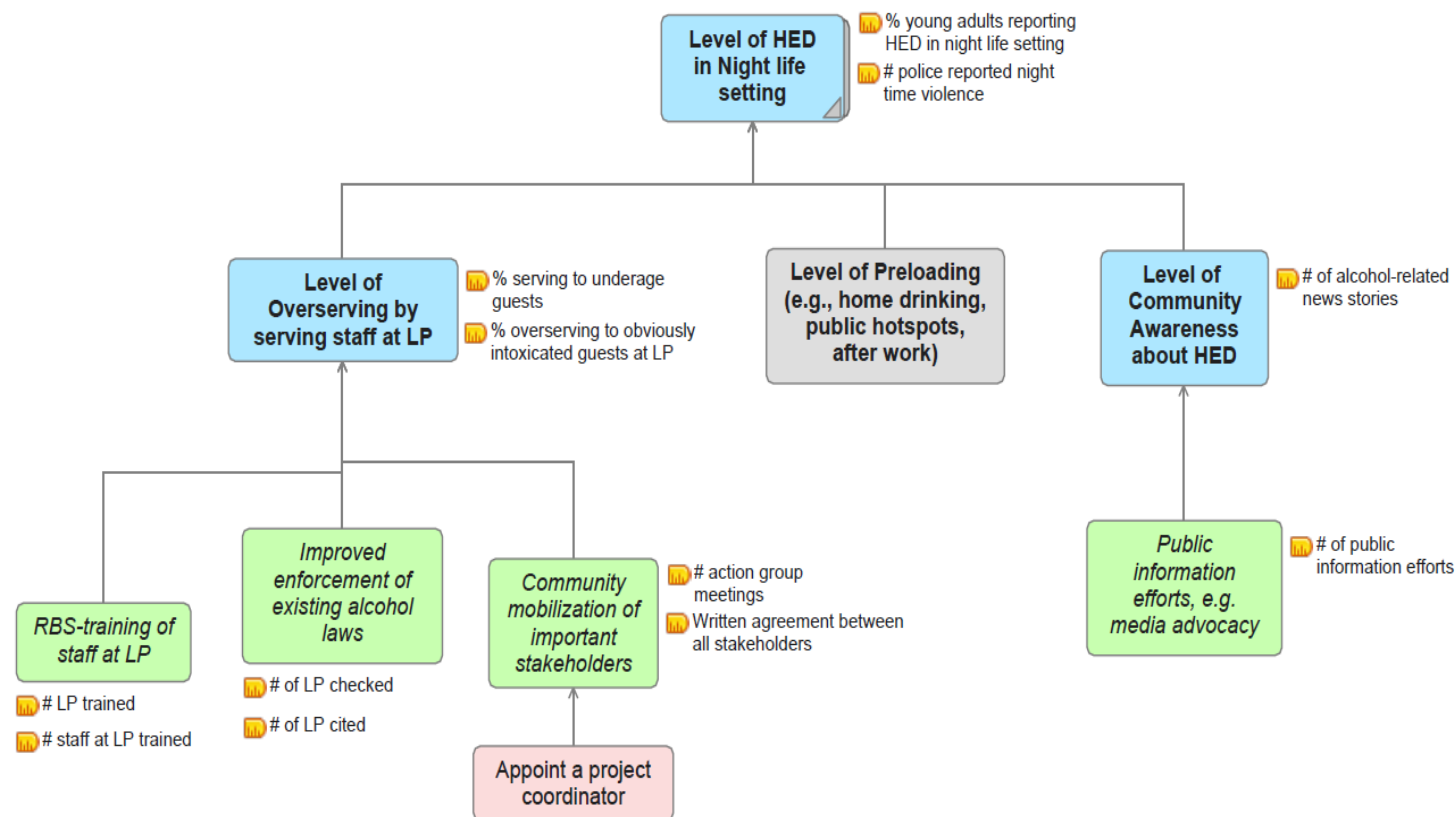 Level of HED
in Night life
setting
% young adults reporting
HED in night life setting
# police reported night
time violence
Level of
Overserving by
serving staff at LP
% serving to underage
guests
% overserving to obviously
intoxicated guests at LP
Level of Preloading
(e.g., home drinking,
public hotspots,
after work)
Level of
Community
Awareness
about HED
# of alcohol-related
news stories
RBS-training of
staff at LP
# LP trained
# staff at LP trained
Improved
enforcement of
existing alcohol
laws
# of LP checked
# of LP cited
Community
mobilization of
important
stakeholders
# action group
meetings
Written agreement between
all stakeholders
Public
information
efforts, e.g.
media advocacy
# of public
information efforts
Appoint a project
coordinator